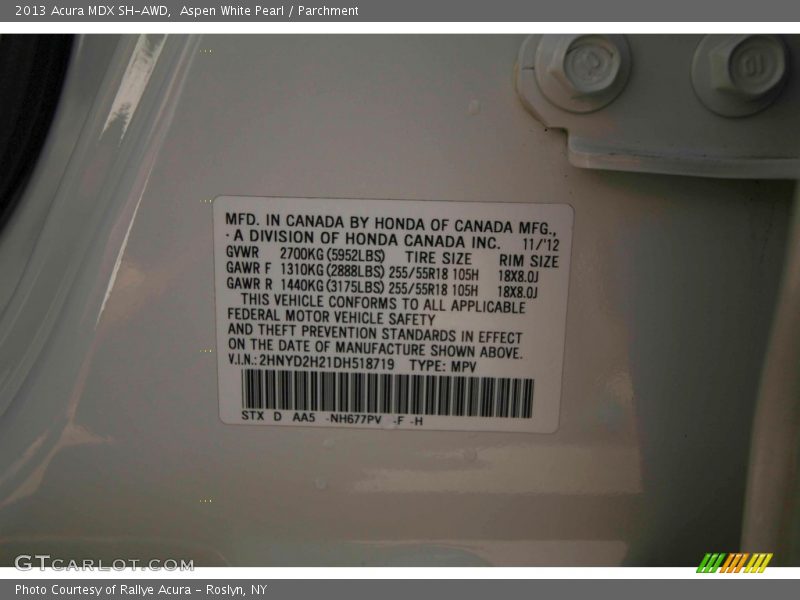 2013 Acura MDX SH-AWD,  Aspen White Pearl / Parchment
10
MFD. IN CANADA BY HONDA OF CANADA MFG.,
A DIVISION OF HONDA CANADA INC. 11/'12
GVWR 2700KG (5952LBS) TIRE SIZE RIM SIZE
GAWR F 1310KG (2888LBS) 255/55R18 105H 18X8.0J
GAWR R 1440KG (3175LBS) 255/55R18 105H 18X8.0J
THIS VEHICLE CONFORMS TO ALL APPLICABLE
FEDERAL MOTOR VEHICLE SAFETY
AND THEFT PREVENTION STANDARDS IN EFFECT
ON THE DATE OF MANUFACTURE SHOWN ABOVE.
V.I.N.: 2HNYD2H21DH518719 TYPE: MPV
STX D AA5 -NH677PV -F -H
GTCARLOT.COM
Photo Courtesy of Rallye Acura - Roslyn, NY